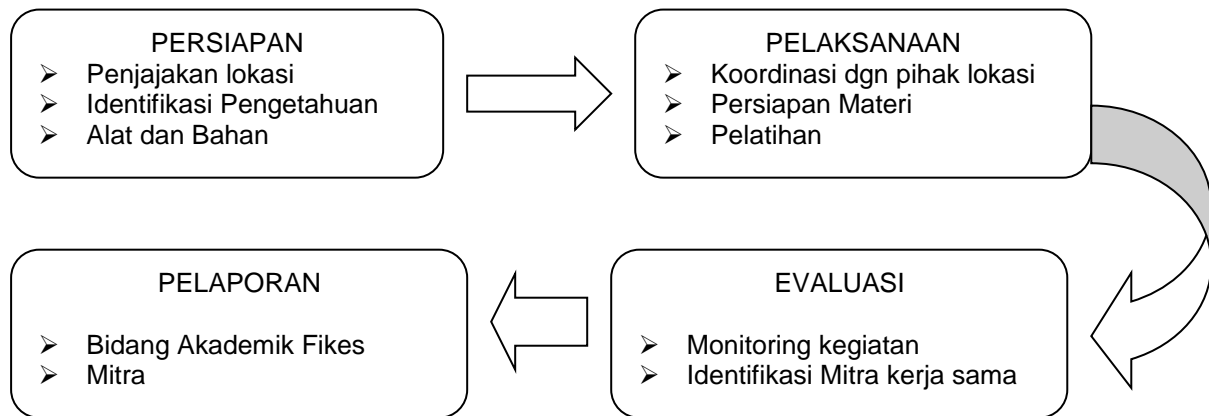 PERSIAPAN
➢ Penjajakan lokasi
➢ Identifikasi Pengetahuan
➢ Alat dan Bahan
PELAKSANAAN
➢ Koordinasi dgn pihak lokasi
➢ Persiapan Materi
➢ Pelatihan
EVALUASI
➢ Monitoring kegiatan
➢ Identifikasi Mitra kerja sama
PELAPORAN
➢ Bidang Akademik Fikes
➢ Mitra